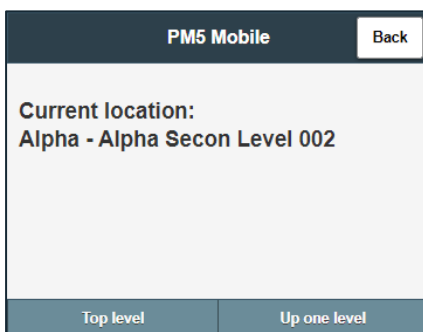 PM5 Mobile
Back
Current location:
Alpha - Alpha Secon Level 002
Top level
Up one level